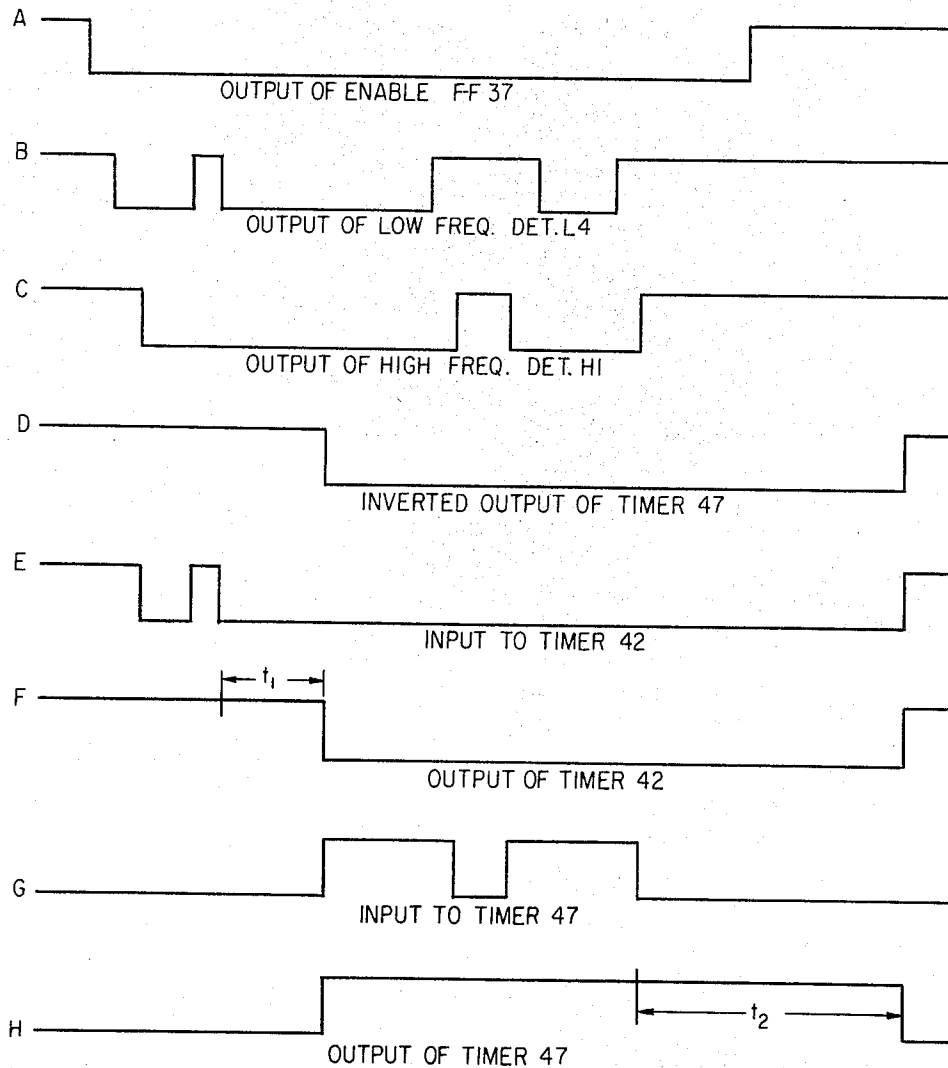 A
OUTPUT OF ENABLE F-F 37
B
OUTPUT OF LOW FREQ. DET. L4
C
OUTPUT OF HIGH FREQ. DET. HI
D
INVERTED OUTPUT OF TIMER 47
E
INPUT TO TIMER 42
t₁
F
OUTPUT OF TIMER 42
G
INPUT TO TIMER 47
t₂
H
OUTPUT OF TIMER 47